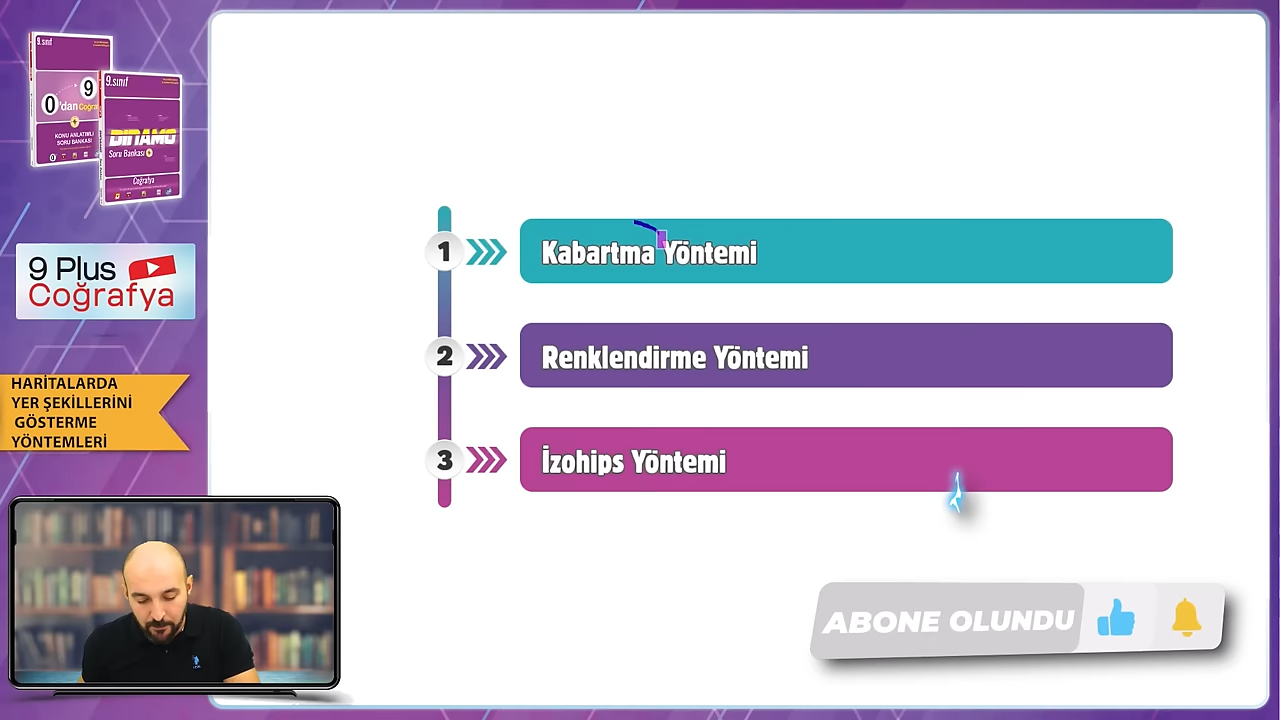 9.sınıf
9
0'dan Coğraf
KONU ANLATIMLI
SORU BANKASI
9.sınıf
DİNAMO
Soru Bankası
Coğrafya
9 Plus
Coğrafya
HARİTALARDA
YER ŞEKİLLERİNİ
GÖSTERME
YÖNTEMLERİ
1
Kabartma Yöntemi
2
Renklendirme Yöntemi
3
İzohips Yöntemi
ABONE OLUNDU